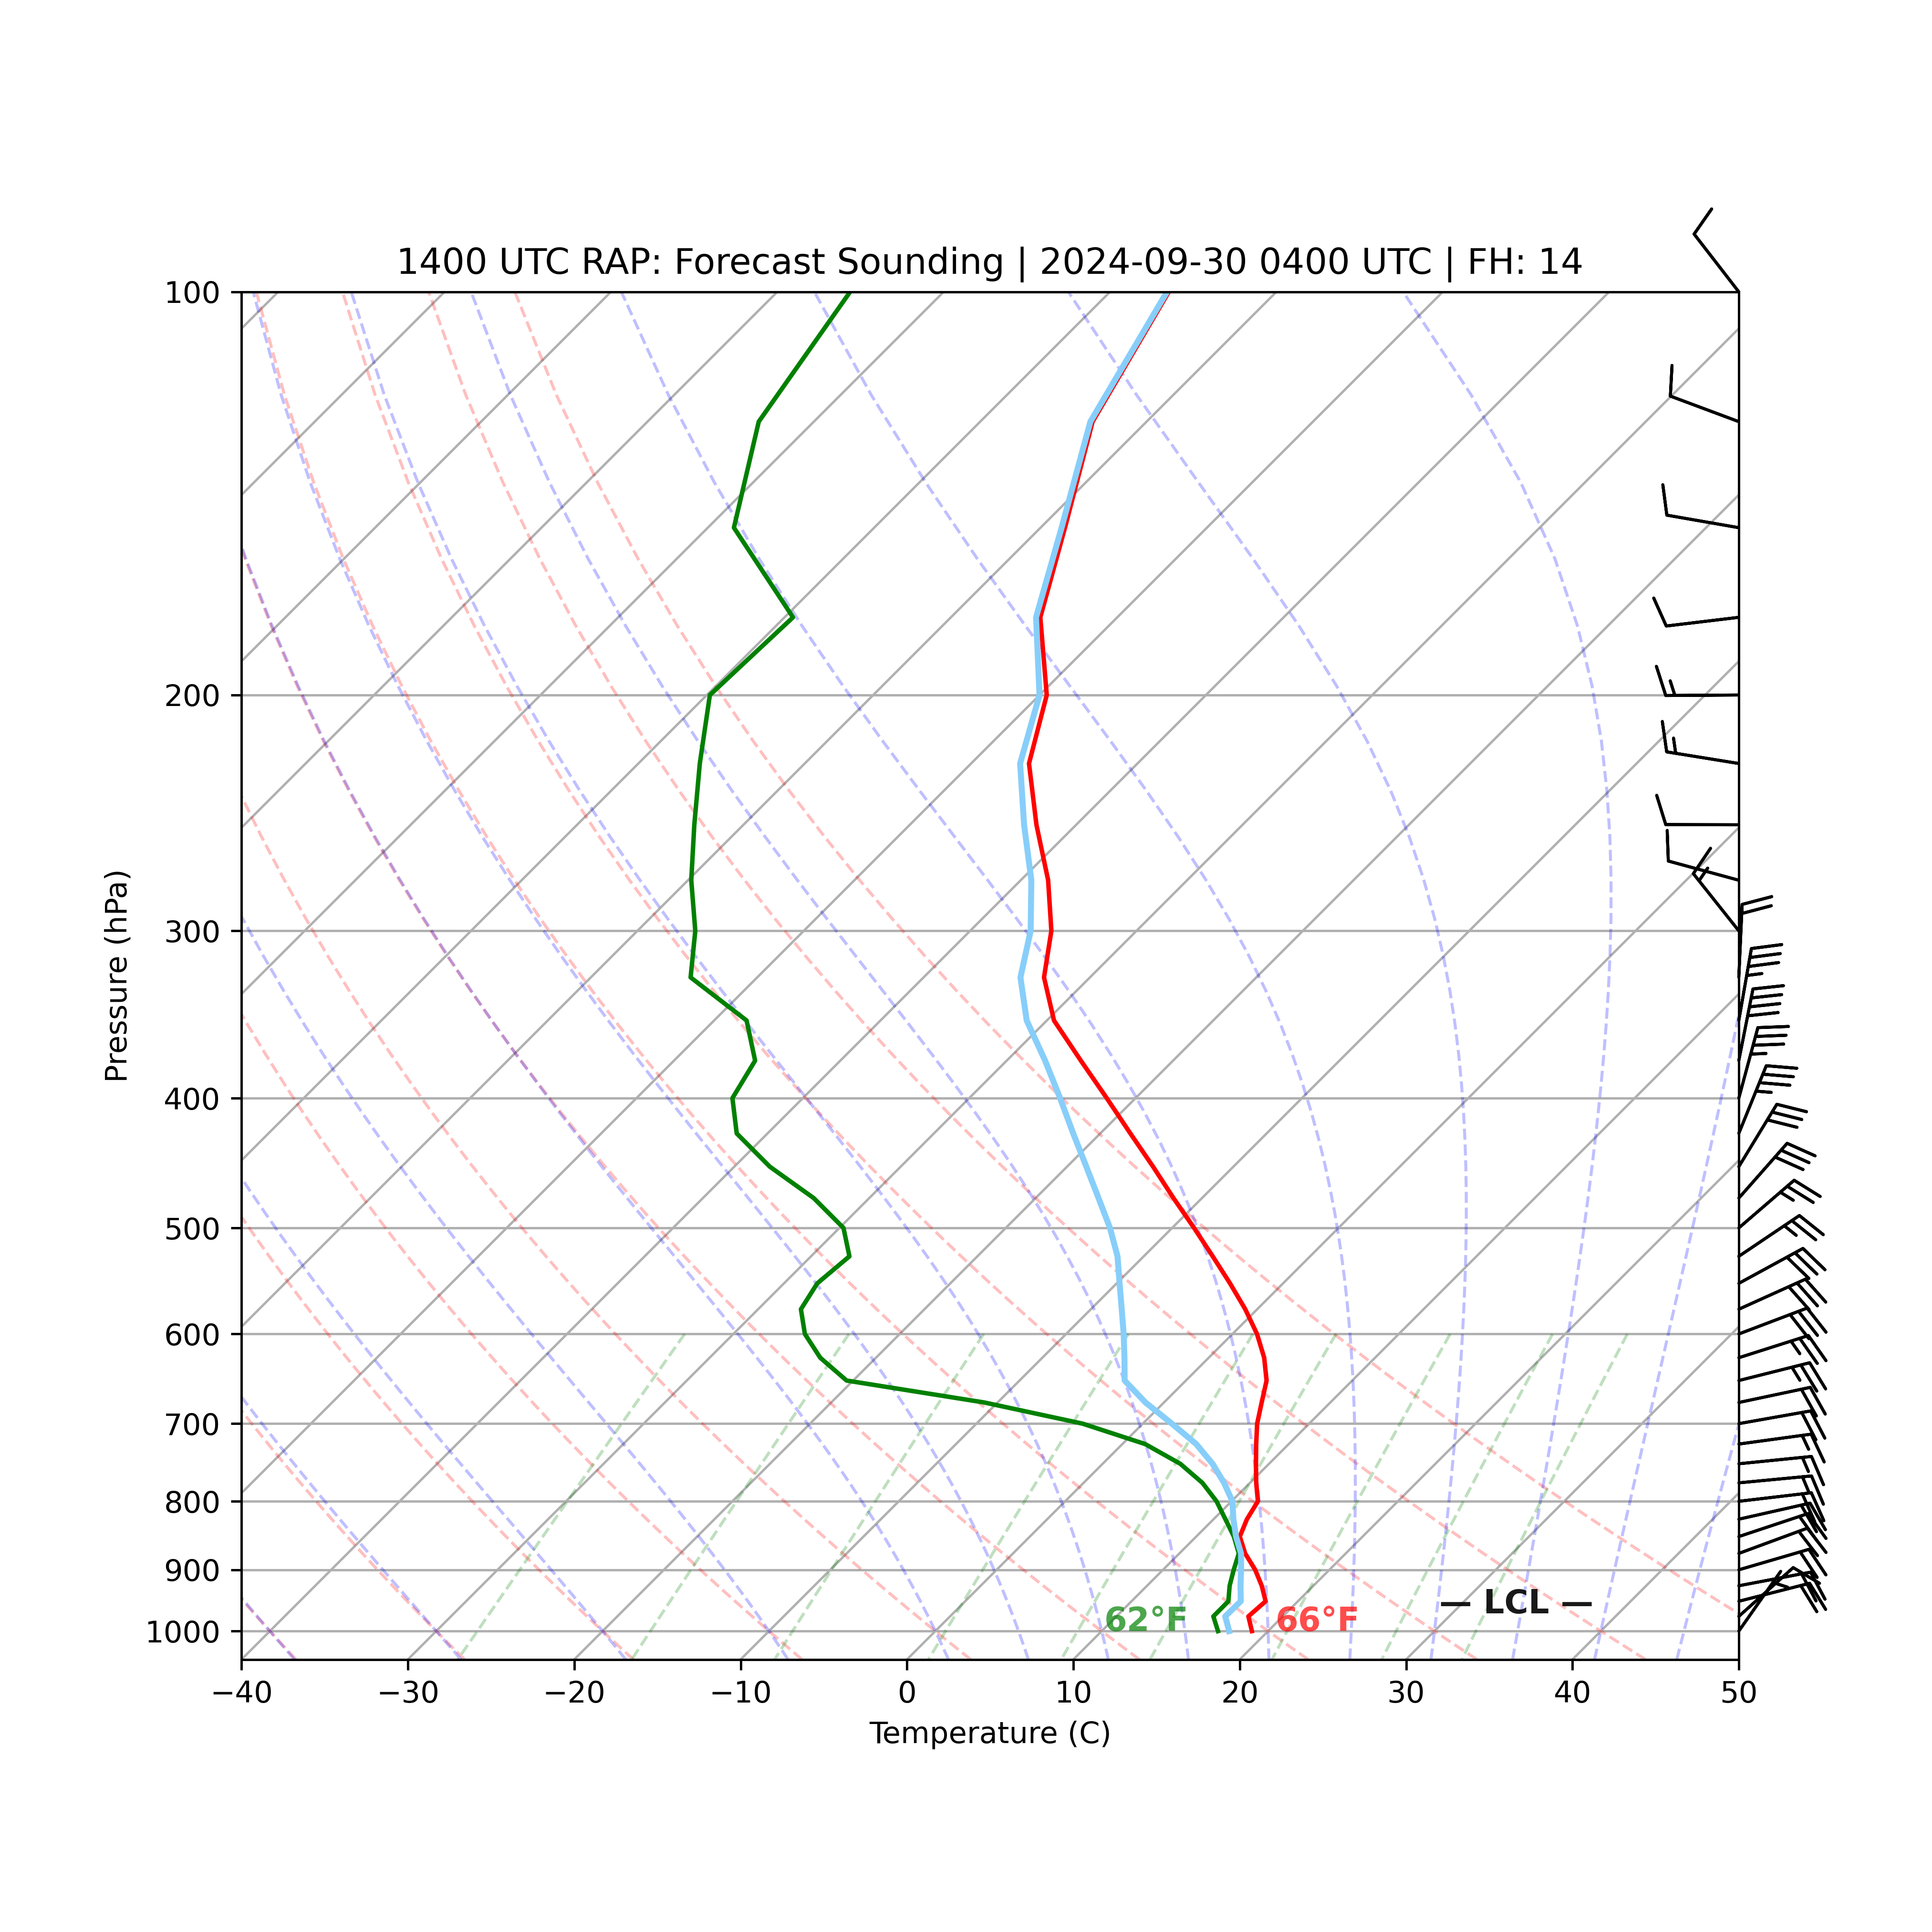 1400 UTC RAP: Forecast Sounding | 2024-09-30 0400 UTC | FH: 14
100
200
300
400
500
600
700
800
900
1000
Pressure (hPa)
62°F
66°F
— LCL —
−40 −30 −20 −10 0 10 20 30 40 50
Temperature (C)